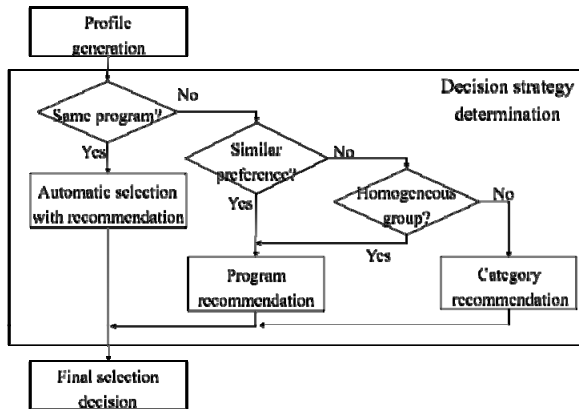 Profile
generation
Decision strategy
determination
Same program?
No
Yes
Similar
preference?
No
Yes
Homogeneous
group?
No
Yes
Automatic selection
with recommendation
Program
recommendation
Category
recommendation
Final selection
decision